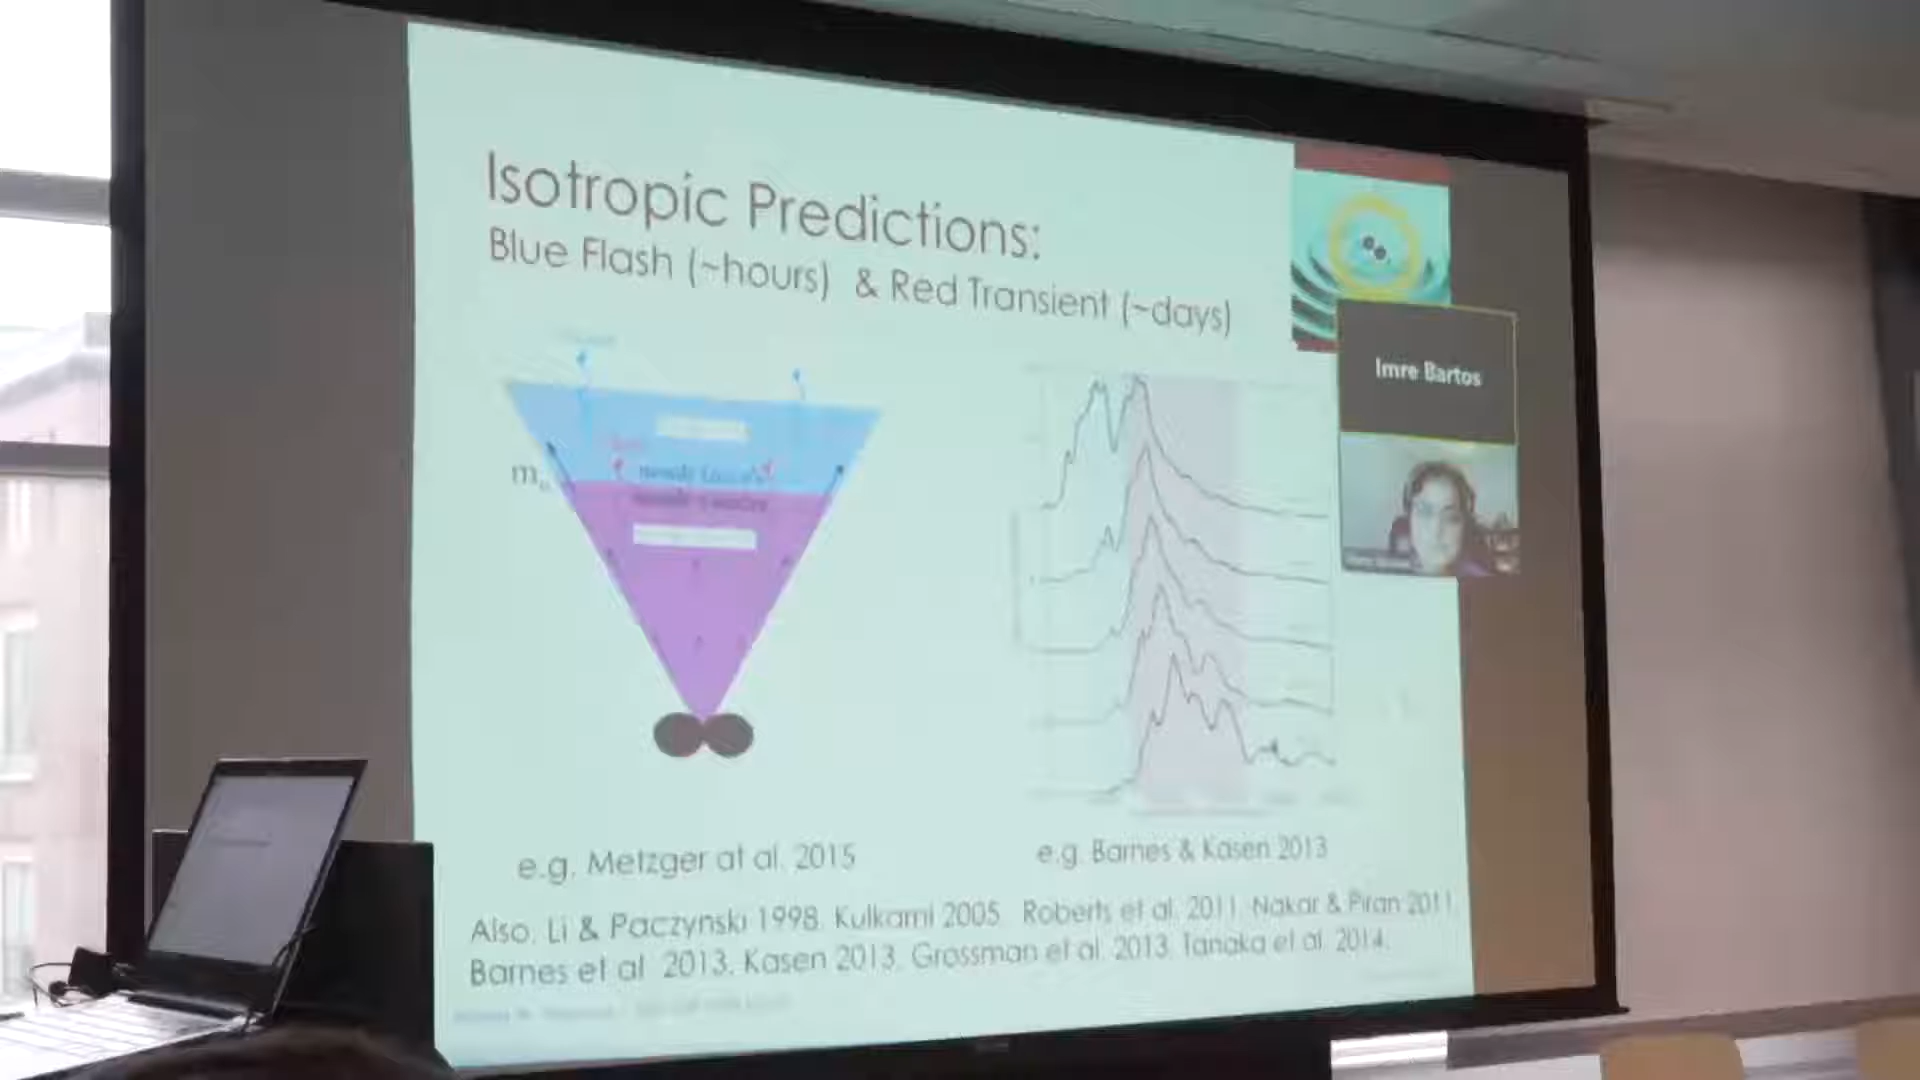 Isotropic Predictions:
Blue Flash (~hours) & Red Transient (~days)
Imre Bartos
m
e.g. Metzger at al. 2015
e.g. Barnes & Kasen 2013
Also, Li & Paczynski 1998, Kulkarni 2005, Roberts et al. 2011, Nakar & Piran 2011,
Barnes et al. 2013, Kasen 2013, Grossman et al. 2013, Tanaka et al. 2014,